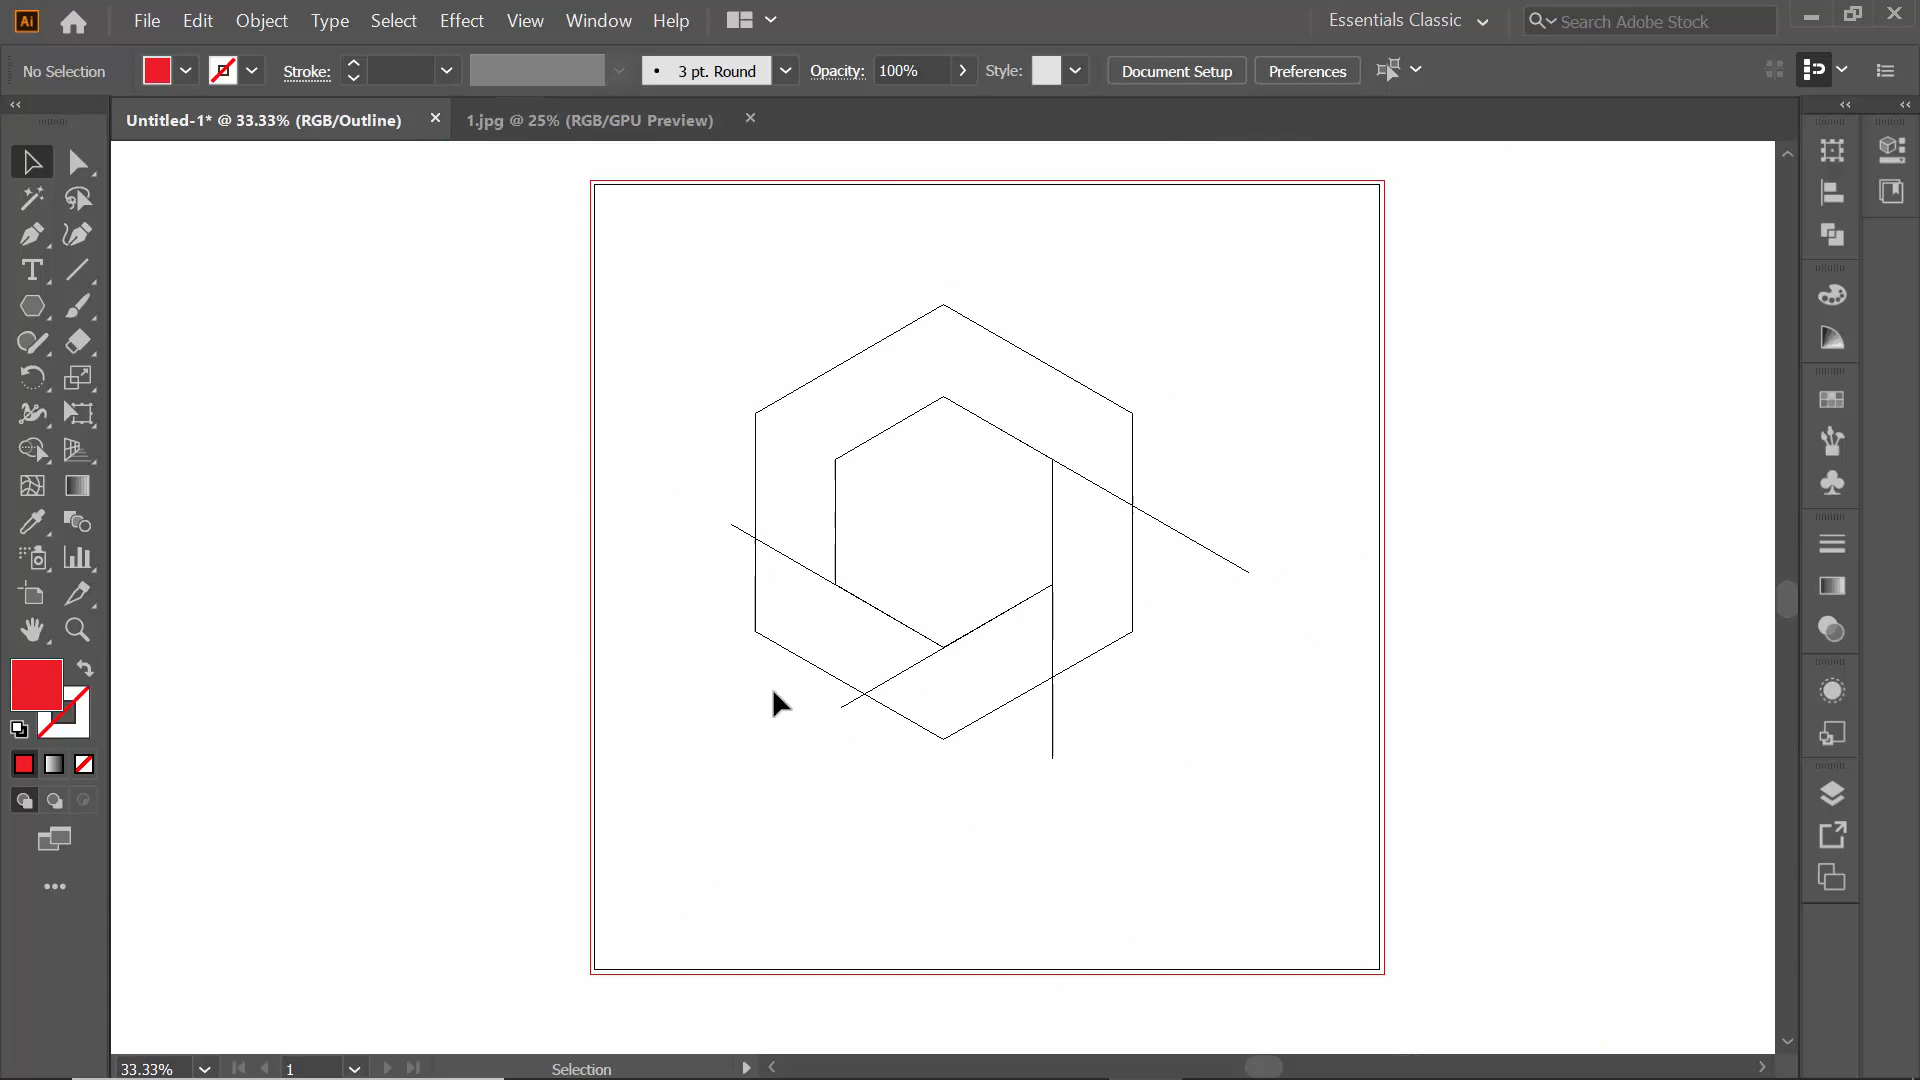 Ai File Edit Object Type Select Effect View Window Help Essentials Classic Search Adobe Stock
No Selection Stroke: 3 pt. Round Opacity: 100% Style: Document Setup Preferences
Untitled-1* @ 33.33% (RGB/Outline) 1.jpg @ 25% (RGB/GPU Preview)
T
33.33% 1 Selection